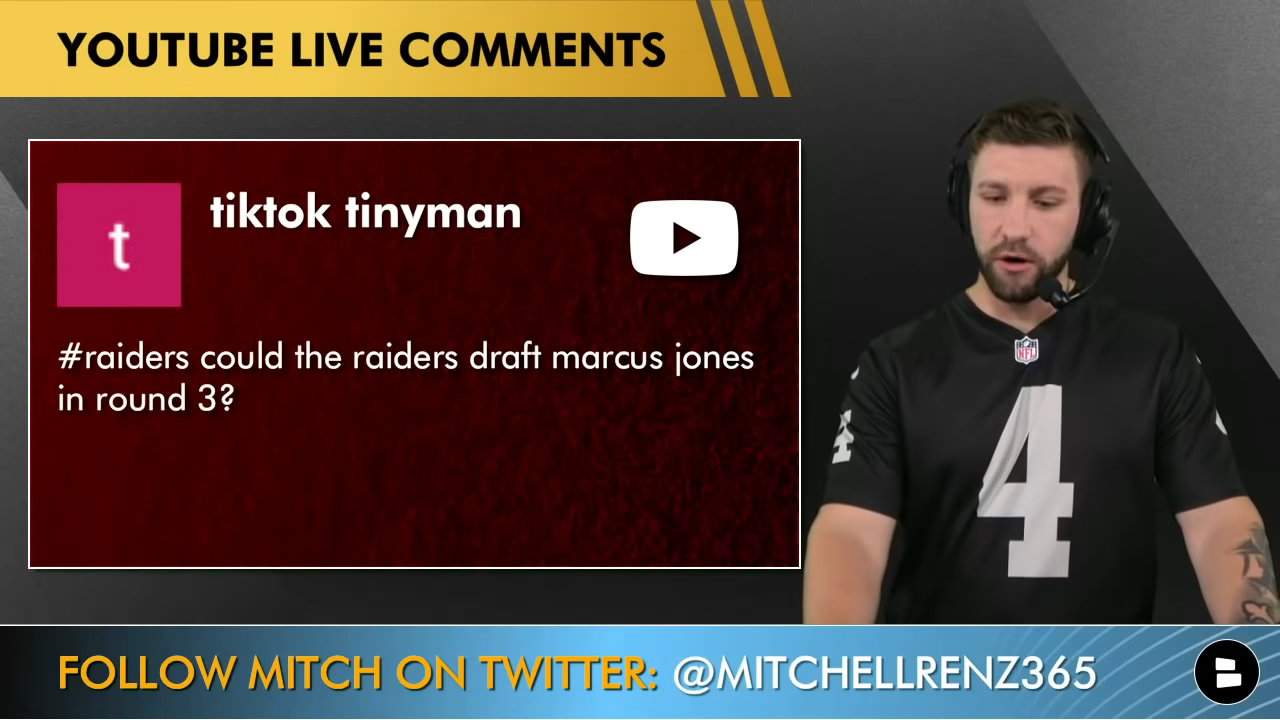 YOUTUBE LIVE COMMENTS
t
tiktok tinyman
#raiders could the raiders draft marcus jones
in round 3?
NFL
4
4
FOLLOW MITCH ON TWITTER: @MITCHELLRENZ365